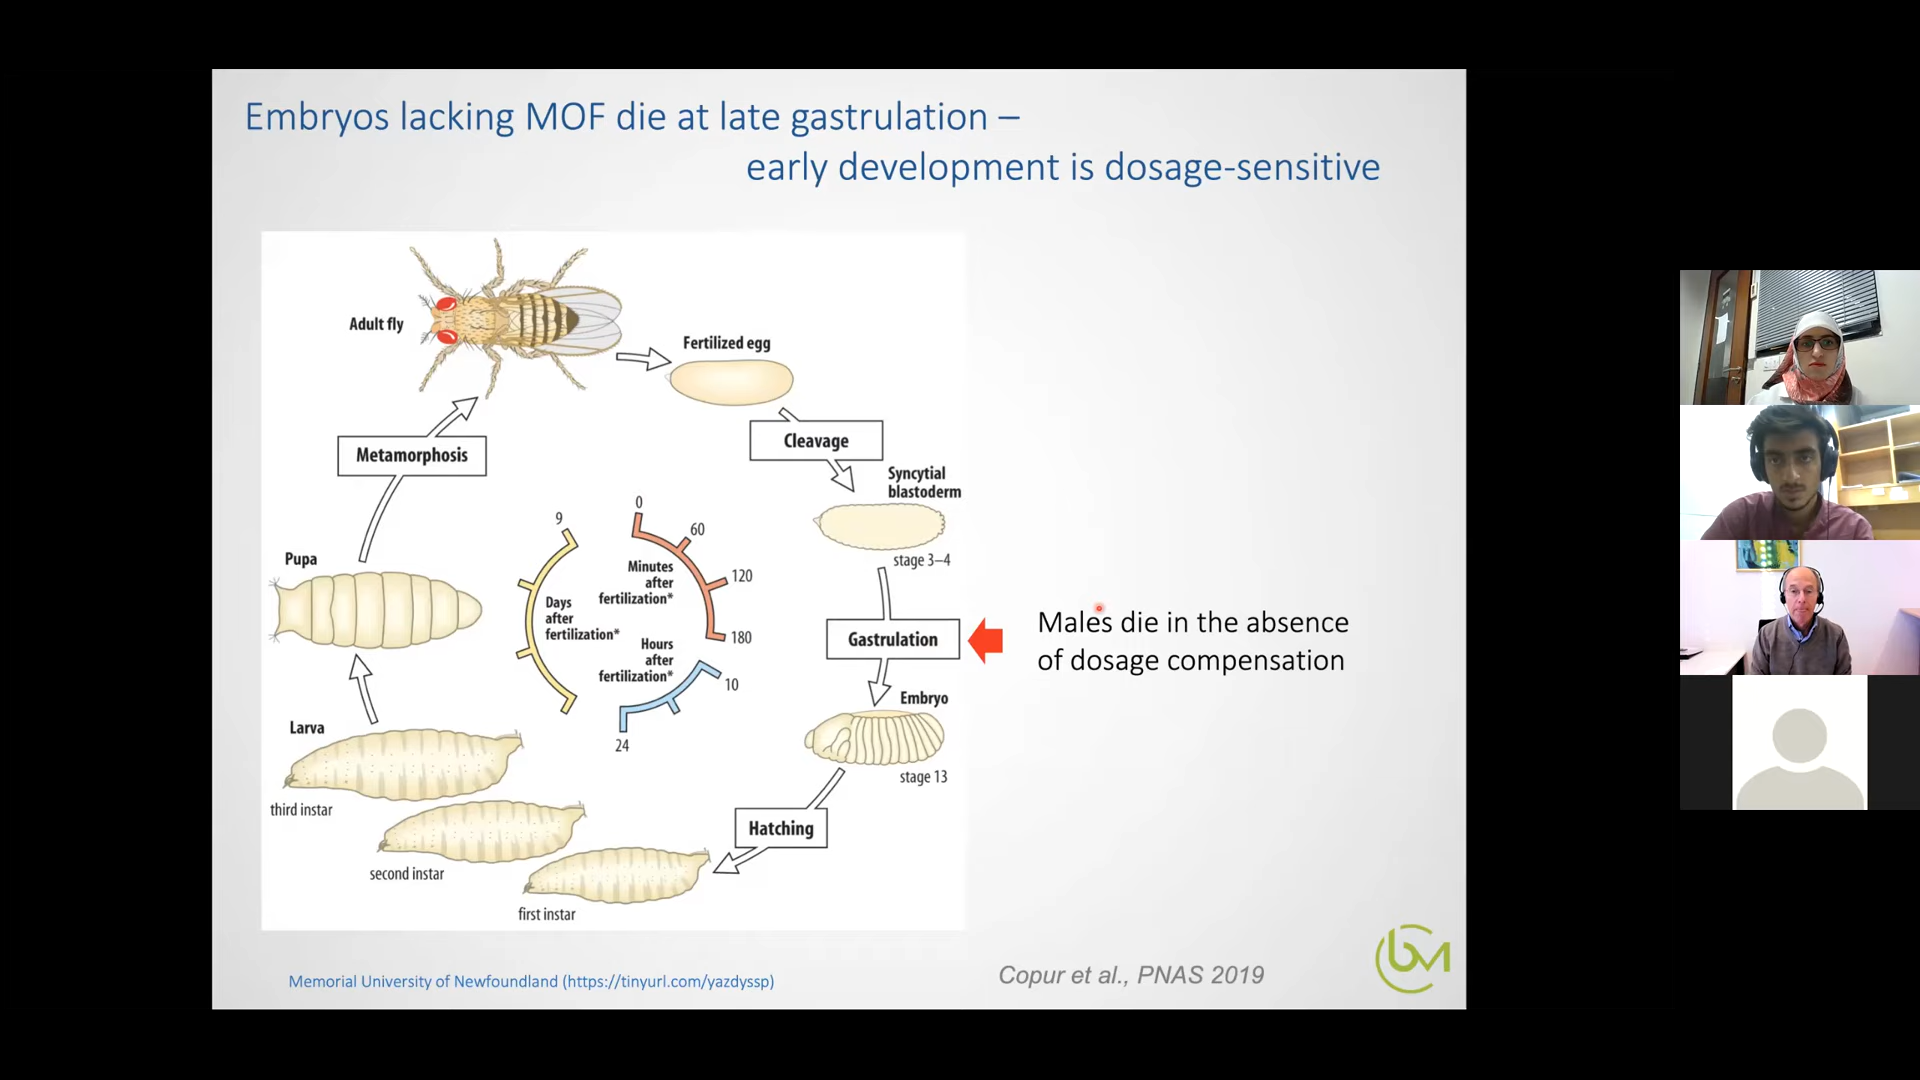 Embryos lacking MOF die at late gastrulation –
early development is dosage-sensitive
Adult fly
Fertilized egg
Cleavage
Syncytial
blastoderm
stage 3–4
Gastrulation
Embryo
stage 13
Hatching
first instar
second instar
third instar
Larva
Pupa
Metamorphosis
0
60
120
180
Minutes
after
fertilization*
Hours
after
fertilization*
10
24
9
Days
after
fertilization*
Males die in the absence
of dosage compensation
Memorial University of Newfoundland (https://tinyurl.com/yazdyssp)
Copur et al., PNAS 2019
BMC